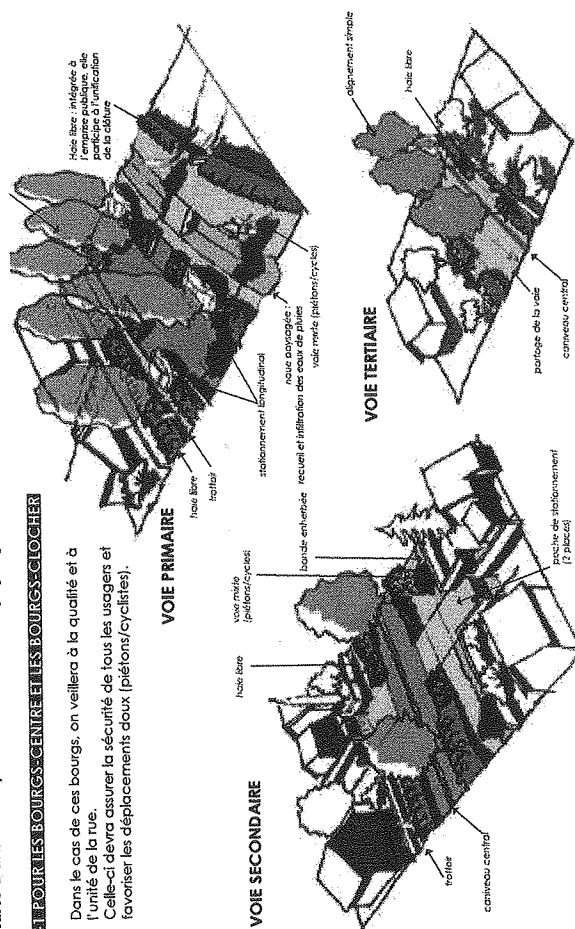 ET POUR LES BOURGS-CENTRE ET LES BOURGS-CLOCHER
Dans le cas de ces bourgs, on veillera à la qualité et à
l'unité de la rue.
Celle-ci devra assurer la sécurité de tous les usagers et
favoriser les déplacements doux (piétons/cyclistes).
VOIE PRIMAIRE
Haie libre : intégrée à
l'emprise publique, elle
participe à l'unification
de la clôture
haie libre
trottoir
stationnement longitudinal
noue paysagée :
recueil et infiltration des eaux de pluies
voie mixte (piétons/cycles)
VOIE SECONDAIRE
haie libre
voie mixte
(piétons/cycles)
bande enherbée
trottoir
caniveau central
poche de stationnement
(2 places)
VOIE TERTIAIRE
alignement simple
haie libre
partage de la voie
caniveau central